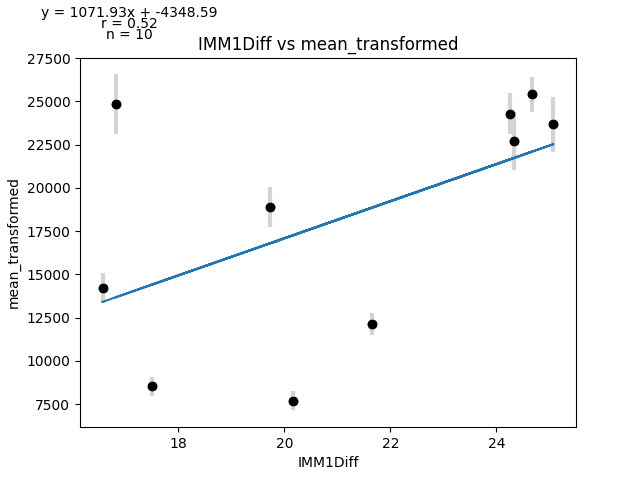 y = 1071.93x + -4348.59
r = 0.52
n = 10
IMM1Diff vs mean_transformed
27500
25000
22500
20000
17500
15000
12500
10000
7500
mean_transformed
18 20 22 24
IMM1Diff